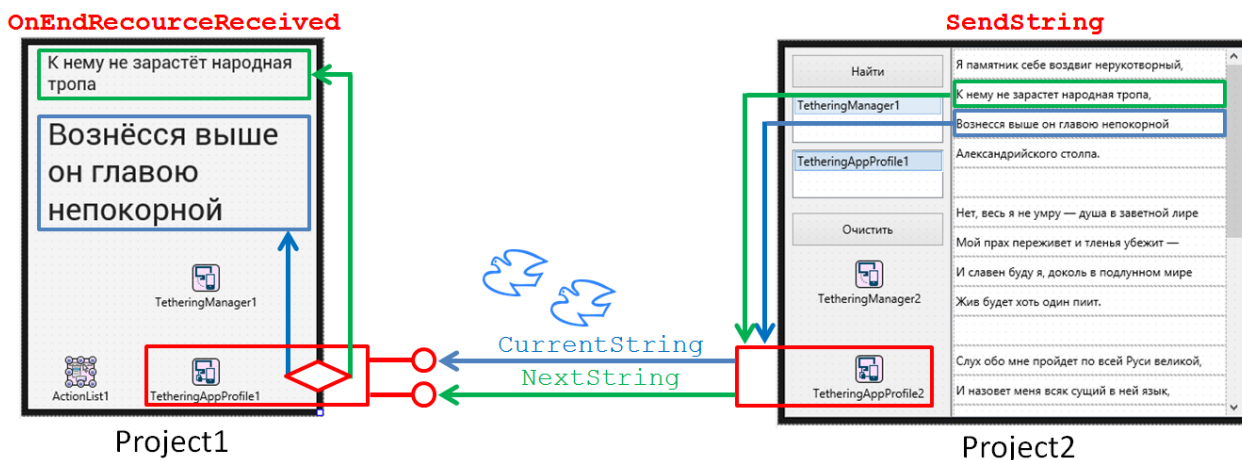 OnEndRecourceReceived
К нему не зарастёт народная
тропа
Вознёсся выше
он главою
непокорной
TetheringManager1
ActionList1
TetheringAppProfile1
Project1
CurrentString
NextString
SendString
Найти
TetheringManager1
TetheringAppProfile1
Очистить
TetheringManager2
TetheringAppProfile2
Я памятник себе воздвиг нерукотворный,
К нему не зарастет народная тропа,
Вознесся выше он главою непокорной
Александрийского столпа.
Нет, весь я не умру — душа в заветной лире
Мой прах переживет и тленья убежит —
И славен буду я, доколь в подлунном мире
Жив будет хоть один пиит.
Слух обо мне пройдет по всей Руси великой,
И назовет меня всяк сущий в ней язык,
Project2